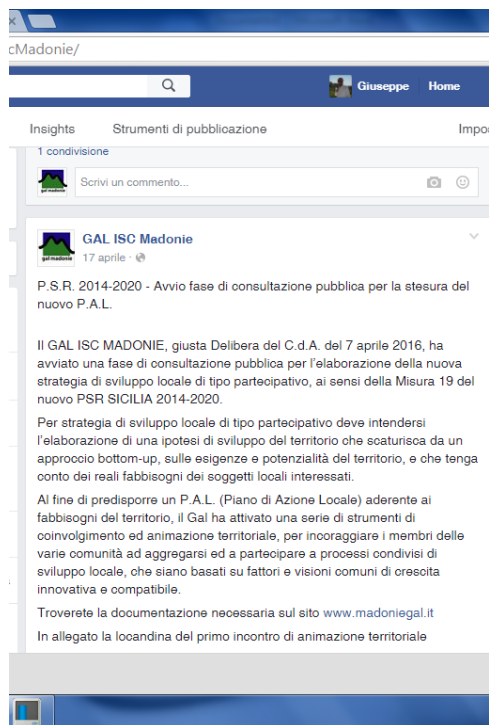 cMadonie/
Giuseppe Home
Insights Strumenti di pubblicazione Impo
1 condivisione
gal madonie
Scrivi un commento...
gal madonie
GAL ISC Madonie
17 aprile ·
P.S.R. 2014-2020 - Avvio fase di consultazione pubblica per la stesura del
nuovo P.A.L.
Il GAL ISC MADONIE, giusta Delibera del C.d.A. del 7 aprile 2016, ha
avviato una fase di consultazione pubblica per l'elaborazione della nuova
strategia di sviluppo locale di tipo partecipativo, ai sensi della Misura 19 del
nuovo PSR SICILIA 2014-2020.
Per strategia di sviluppo locale di tipo partecipativo deve intendersi
l'elaborazione di una ipotesi di sviluppo del territorio che scaturisca da un
approccio bottom-up, sulle esigenze e potenzialità del territorio, e che tenga
conto dei reali fabbisogni dei soggetti locali interessati.
Al fine di predisporre un P.A.L. (Piano di Azione Locale) aderente ai
fabbisogni del territorio, il Gal ha attivato una serie di strumenti di
coinvolgimento ed animazione territoriale, per incoraggiare i membri delle
varie comunità ad aggregarsi ed a partecipare a processi condivisi di
sviluppo locale, che siano basati su fattori e visioni comuni di crescita
innovativa e compatibile.
Troverete la documentazione necessaria sul sito www.madoniegal.it
In allegato la locandina del primo incontro di animazione territoriale